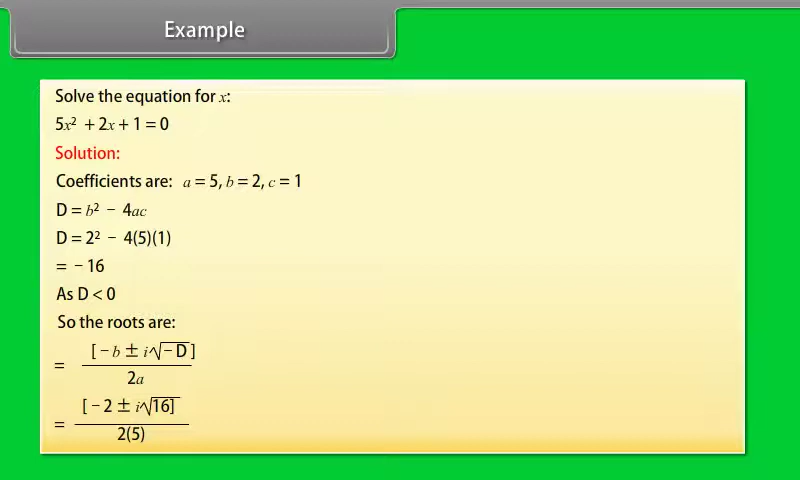 Example
Solve the equation for x:
5x² + 2x + 1 = 0
Solution:
Coefficients are: a = 5, b = 2, c = 1
D = b² − 4ac
D = 2² − 4(5)(1)
= −16
As D < 0
So the roots are:
= [−b ± i√−D] / 2a
= [−2 ± i√16] / 2(5)